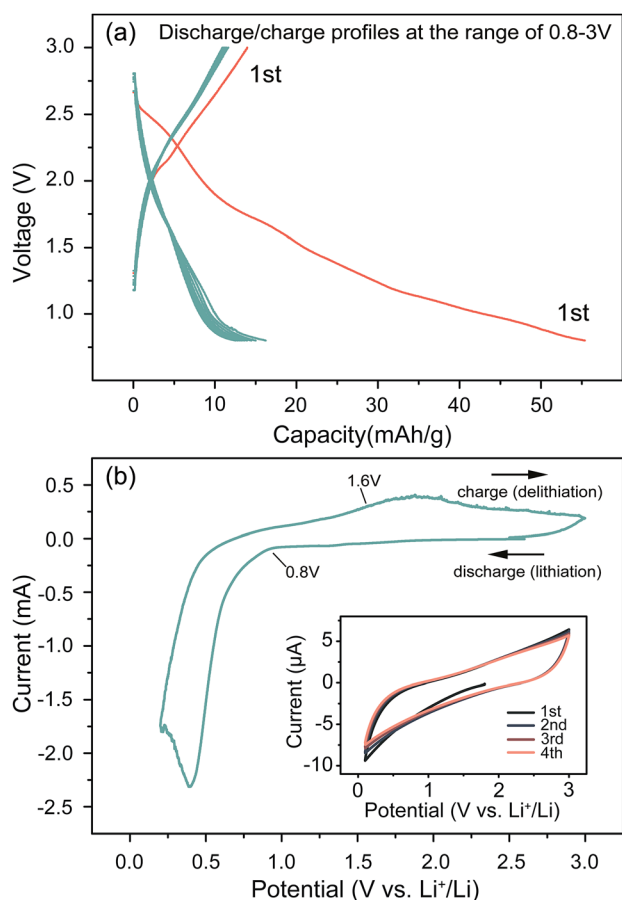 (a)
Discharge/charge profiles at the range of 0.8-3V
1st
1st
3.0
2.5
2.0
1.5
1.0
Voltage (V)
0
10
20
30
40
50
Capacity(mAh/g)
(b)
1.6V
charge (delithiation)
0.8V
discharge (lithiation)
0.5
0.0
-0.5
-1.0
-1.5
-2.0
-2.5
Current (mA)
5
0
-5
-10
Current (µA)
1st
2nd
3rd
4th
0
1
2
3
Potential (V vs. Li⁺/Li)
0.0
0.5
1.0
1.5
2.0
2.5
3.0
Potential (V vs. Li⁺/Li)